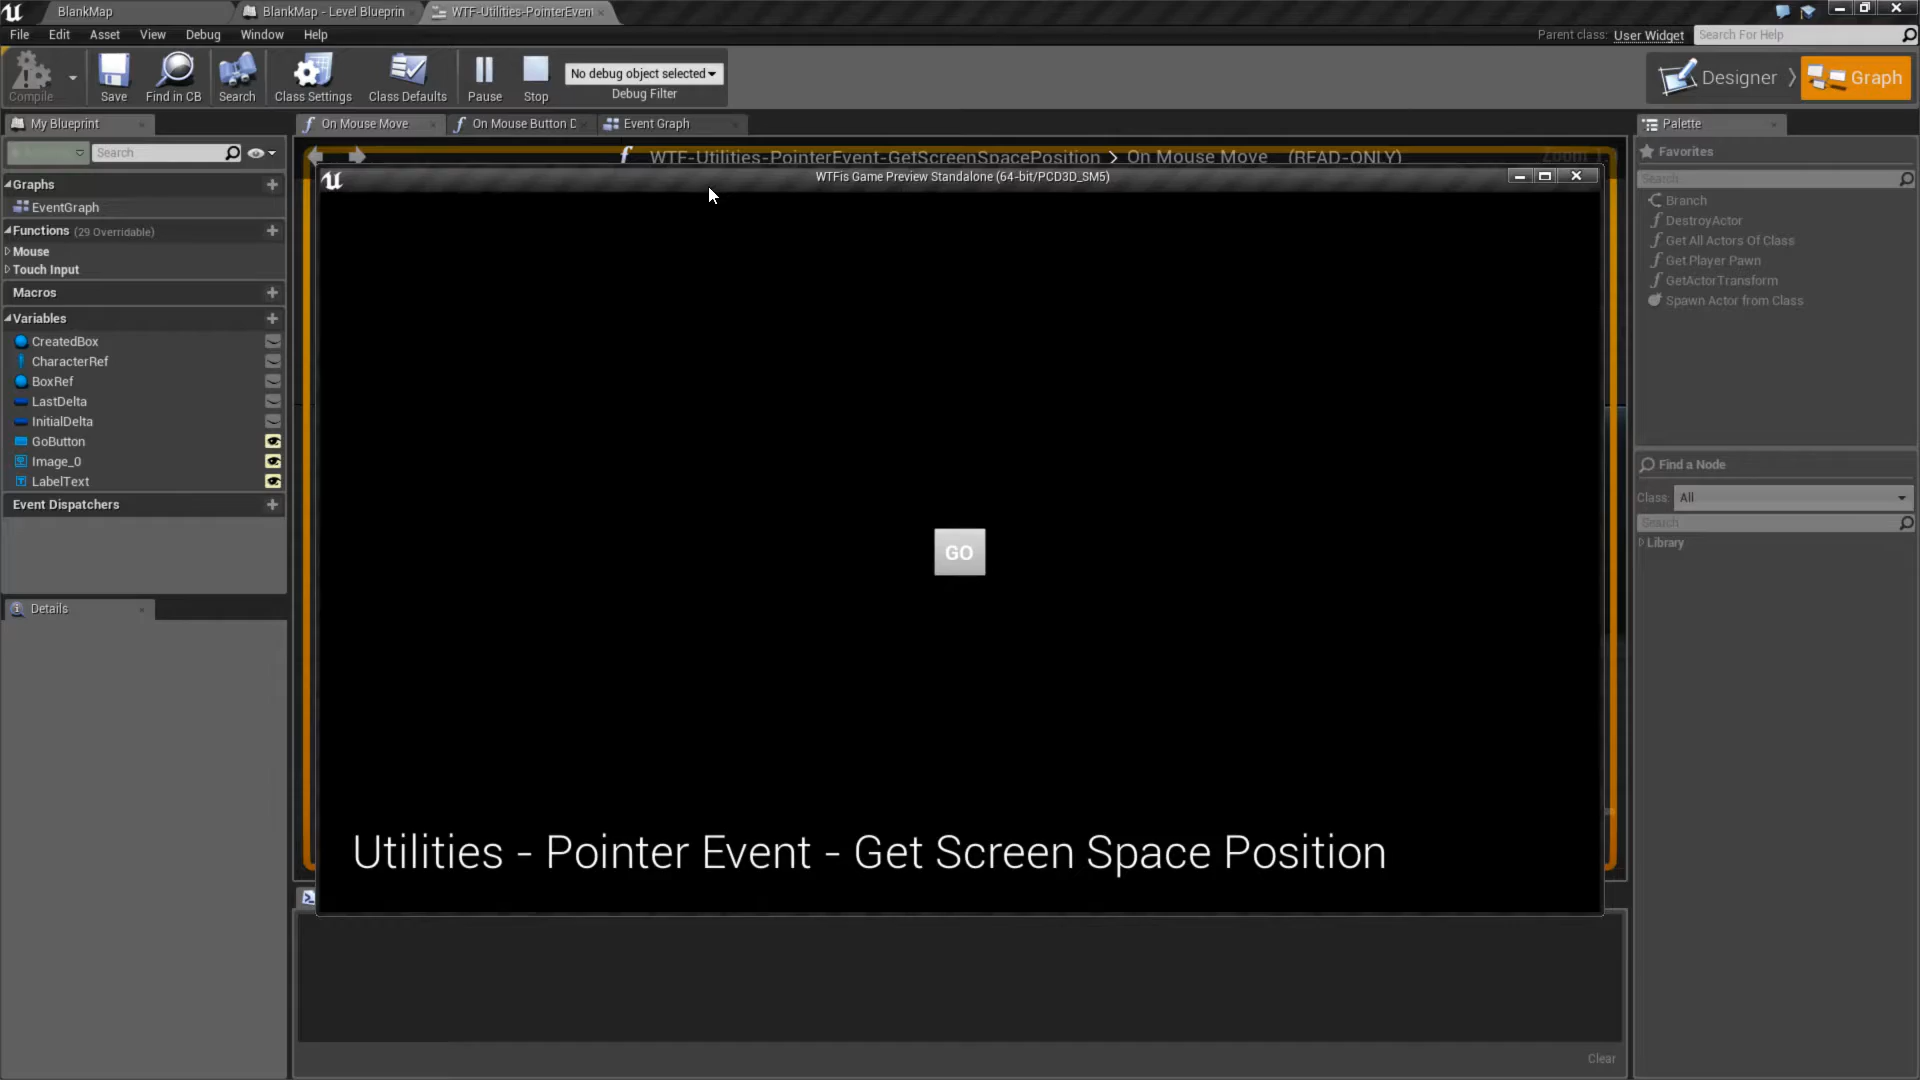 BlankMap
BlankMap - Level Blueprin
WTF-Utilities-PointerEvent
File Edit Asset View Debug Window Help
Parent class: User Widget
Search For Help
Compile
Save
Find in CB
Search
Class Settings
Class Defaults
Pause
Stop
No debug object selected
Debug Filter
Designer
Graph
My Blueprint
On Mouse Move
On Mouse Button D
Event Graph
Palette
Search
WTF-Utilities-PointerEvent-GetScreenSpacePosition > On Mouse Move (READ-ONLY)
Zoom
Favorites
WTFis Game Preview Standalone (64-bit/PCD3D_SM5)
Search
Graphs
EventGraph
Functions (29 Overridable)
Mouse
Touch Input
Macros
Variables
CreatedBox
CharacterRef
BoxRef
LastDelta
InitialDelta
GoButton
Image_0
LabelText
Event Dispatchers
Branch
DestroyActor
Get All Actors Of Class
Get Player Pawn
GetActorTransform
Spawn Actor from Class
Find a Node
Class: All
Search
Library
GO
Details
Utilities - Pointer Event - Get Screen Space Position
Clear